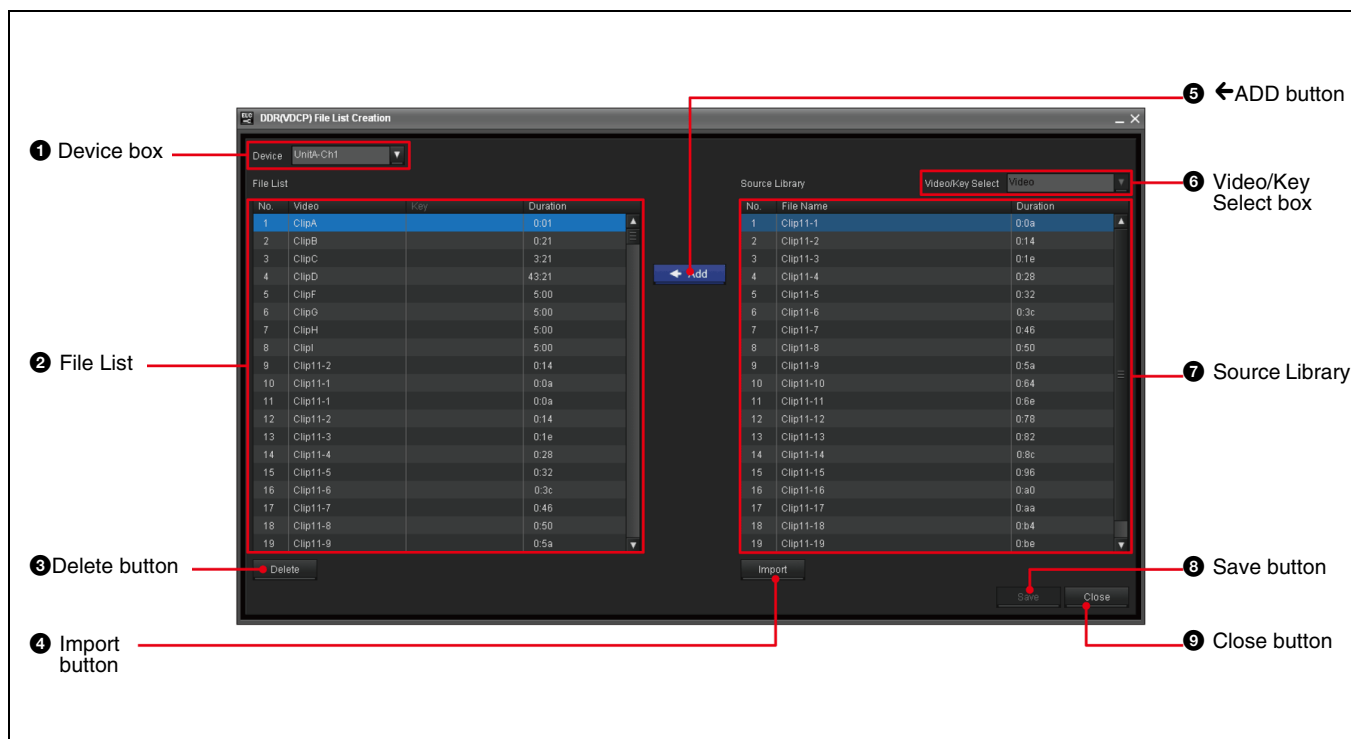 ❺ ←ADD button
DDR(VDCP) File List Creation
❶ Device box
Device UnitA-Ch1
File List
Source Library
Video/Key Select Video
❻ Video/Key
Select box
No. Video Key Duration
1 ClipA 0:01
2 ClipB 0:21
3 ClipC 3:21
4 ClipD 43:21
5 ClipF 5:00
6 ClipG 5:00
7 ClipH 5:00
8 ClipI 5:00
9 Clip11-2 0:14
10 Clip11-1 0:0a
11 Clip11-1 0:0a
12 Clip11-2 0:14
13 Clip11-3 0:1e
14 Clip11-4 0:28
15 Clip11-5 0:32
16 Clip11-6 0:3c
17 Clip11-7 0:46
18 Clip11-8 0:50
19 Clip11-9 0:5a
← Add
No. File Name Duration
1 Clip11-1 0:0a
2 Clip11-2 0:14
3 Clip11-3 0:1e
4 Clip11-4 0:28
5 Clip11-5 0:32
6 Clip11-6 0:3c
7 Clip11-7 0:46
8 Clip11-8 0:50
9 Clip11-9 0:5a
10 Clip11-10 0:64
11 Clip11-11 0:6e
12 Clip11-12 0:78
13 Clip11-13 0:82
14 Clip11-14 0:8c
15 Clip11-15 0:96
16 Clip11-16 0:a0
17 Clip11-17 0:aa
18 Clip11-18 0:b4
19 Clip11-19 0:be
❷ File List
❼ Source Library
❸Delete button
Delete
Import
❽ Save button
Save
Close
❹ Import
button
❾ Close button